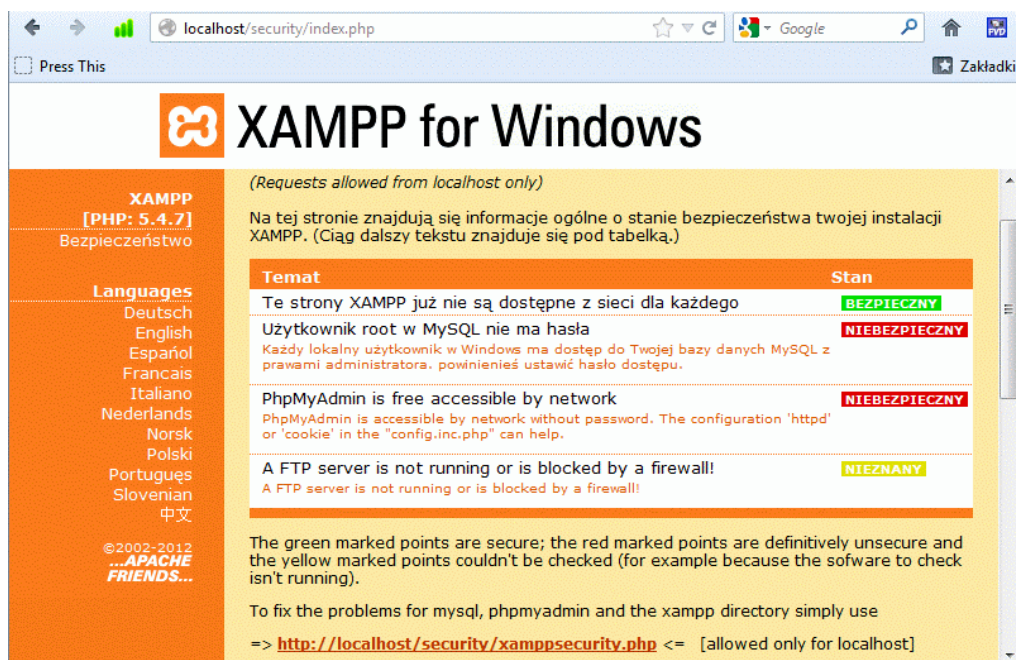 localhost/security/index.php
Google
PVD
Press This
Zakładki
XAMPP for Windows
XAMPP
[PHP: 5.4.7]
Bezpieczeństwo
Languages
Deutsch
English
Español
Francais
Italiano
Nederlands
Norsk
Polski
Portugues
Slovenian
中文
©2002-2012
...APACHE
FRIENDS...
(Requests allowed from localhost only)
Na tej stronie znajdują się informacje ogólne o stanie bezpieczeństwa twojej instalacji
XAMPP. (Ciąg dalszy tekstu znajduje się pod tabelką.)
Temat Stan
Te strony XAMPP już nie są dostępne z sieci dla każdego BEZPIECZNY
Użytkownik root w MySQL nie ma hasła NIEBEZPIECZNY
Każdy lokalny użytkownik w Windows ma dostęp do Twojej bazy danych MySQL z
prawami administratora. powinienieś ustawić hasło dostępu.
PhpMyAdmin is free accessible by network NIEBEZPIECZNY
PhpMyAdmin is accessible by network without password. The configuration 'httpd'
or 'cookie' in the "config.inc.php" can help.
A FTP server is not running or is blocked by a firewall! NIEZNANY
A FTP server is not running or is blocked by a firewall!
The green marked points are secure; the red marked points are definitively unsecure and
the yellow marked points couldn't be checked (for example because the sofware to check
isn't running).
To fix the problems for mysql, phpmyadmin and the xampp directory simply use
=> http://localhost/security/xamppsecurity.php <= [allowed only for localhost]